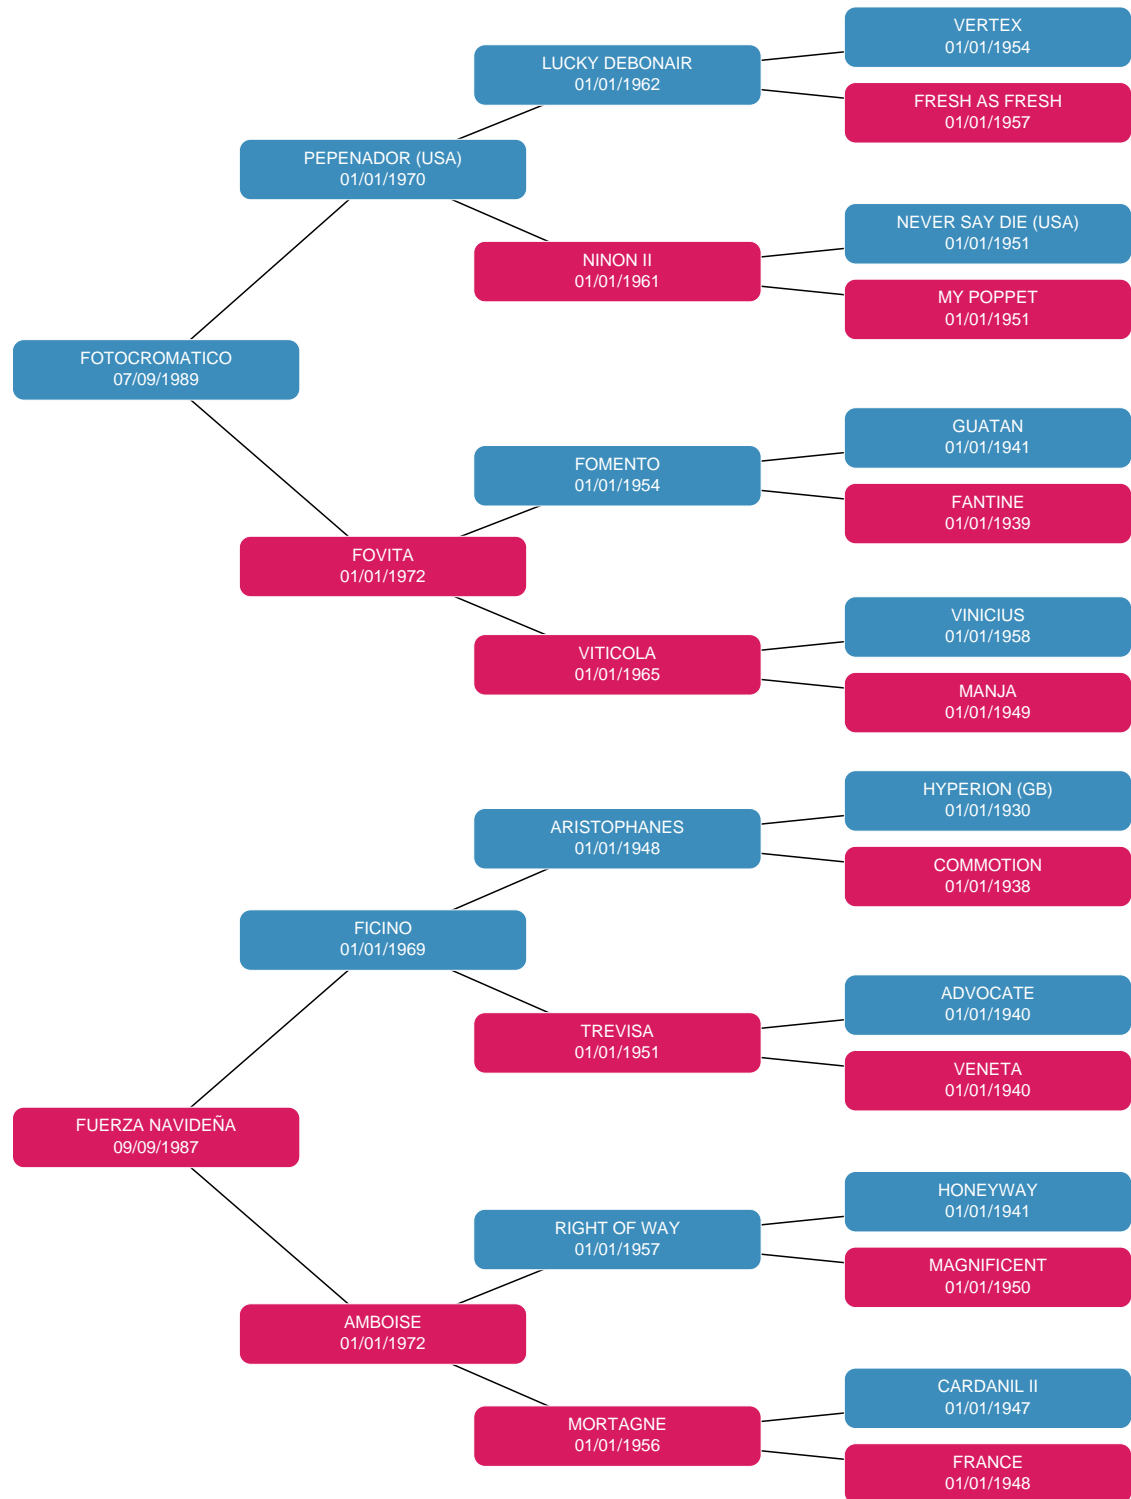 VERTEX
01/01/1954
LUCKY DEBONAIR
01/01/1962
FRESH AS FRESH
01/01/1957
PEPENADOR (USA)
01/01/1970
NEVER SAY DIE (USA)
01/01/1951
NINON II
01/01/1961
MY POPPET
01/01/1951
FOTOCROMATICO
07/09/1989
GUATAN
01/01/1941
FOMENTO
01/01/1954
FANTINE
01/01/1939
FOVITA
01/01/1972
VINICIUS
01/01/1958
VITICOLA
01/01/1965
MANJA
01/01/1949
HYPERION (GB)
01/01/1930
ARISTOPHANES
01/01/1948
COMMOTION
01/01/1938
FICINO
01/01/1969
ADVOCATE
01/01/1940
TREVISA
01/01/1951
VENETA
01/01/1940
FUERZA NAVIDEÑA
09/09/1987
HONEYWAY
01/01/1941
RIGHT OF WAY
01/01/1957
MAGNIFICENT
01/01/1950
AMBOISE
01/01/1972
CARDANIL II
01/01/1947
MORTAGNE
01/01/1956
FRANCE
01/01/1948